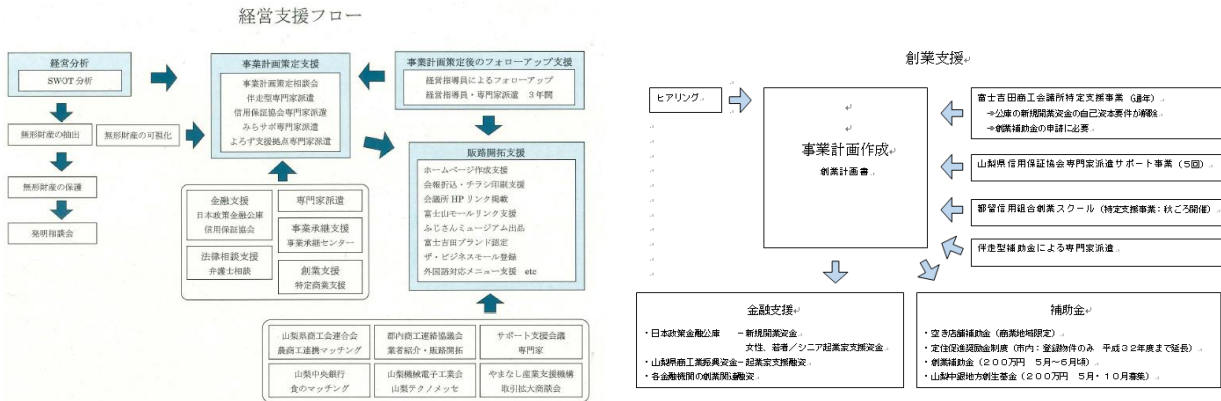 経営支援フロー
経営分析
SWOT 分析
事業計画策定支援
事業計画策定相談会
伴走型専門家派遣
信用保証協会専門家派遣
みらサポ専門家派遣
よろず支援拠点専門家派遣
事業計画策定後のフォローアップ支援
経営指導員によるフォローアップ
経営指導員・専門家派遣 3年間
無形財産の抽出
無形財産の可視化
無形財産の保護
発明相談会
販路開拓支援
ホームページ作成支援
会報折込・チラシ印刷支援
会議所 HP リンク掲載
富士山モールリンク支援
ふじさんミュージアム出品
富士吉田ブランド認定
ザ・ビジネスモール登録
外国語対応メニュー支援 etc
金融支援
日本政策金融公庫
信用保証協会
法律相談支援
弁護士相談
専門家派遣
事業承継支援
事業承継センター
創業支援
特定商業支援
山梨県商工会連合会
農商工連携マッチング
郡内商工連絡協議会
業者紹介・販路開拓
サポート支援会議
専門家
山梨中央銀行
食のマッチング
山梨機械電子工業会
山梨テクノメッセ
やまなし産業支援機構
取引拡大商談会
創業支援
ヒアリング
事業計画作成
創業計画書
富士吉田商工会議所特定支援事業（通年）
⇒公庫の新規開業資金の自己資本要件が解除
⇒創業補助金の申請に必要
山梨県信用保証協会専門家派遣サポート事業（5回）
都留信用組合創業スクール（特定支援事業：秋ごろ開催）
伴走型補助金による専門家派遣
金融支援
・日本政策金融公庫 －新規開業資金
女性、若者／シニア起業家支援資金
・山梨県商工業振興資金－起業家支援融資
・各金融機関の創業関連融資
補助金
・空き店舗補助金（商業地域限定）
・定住促進奨励金制度（市内：登録物件のみ 平成３２年度まで延長）
・創業補助金（２００万円 ５月～６月頃）
・山梨中銀地方創生基金（２００万円 ５月・１０月募集）